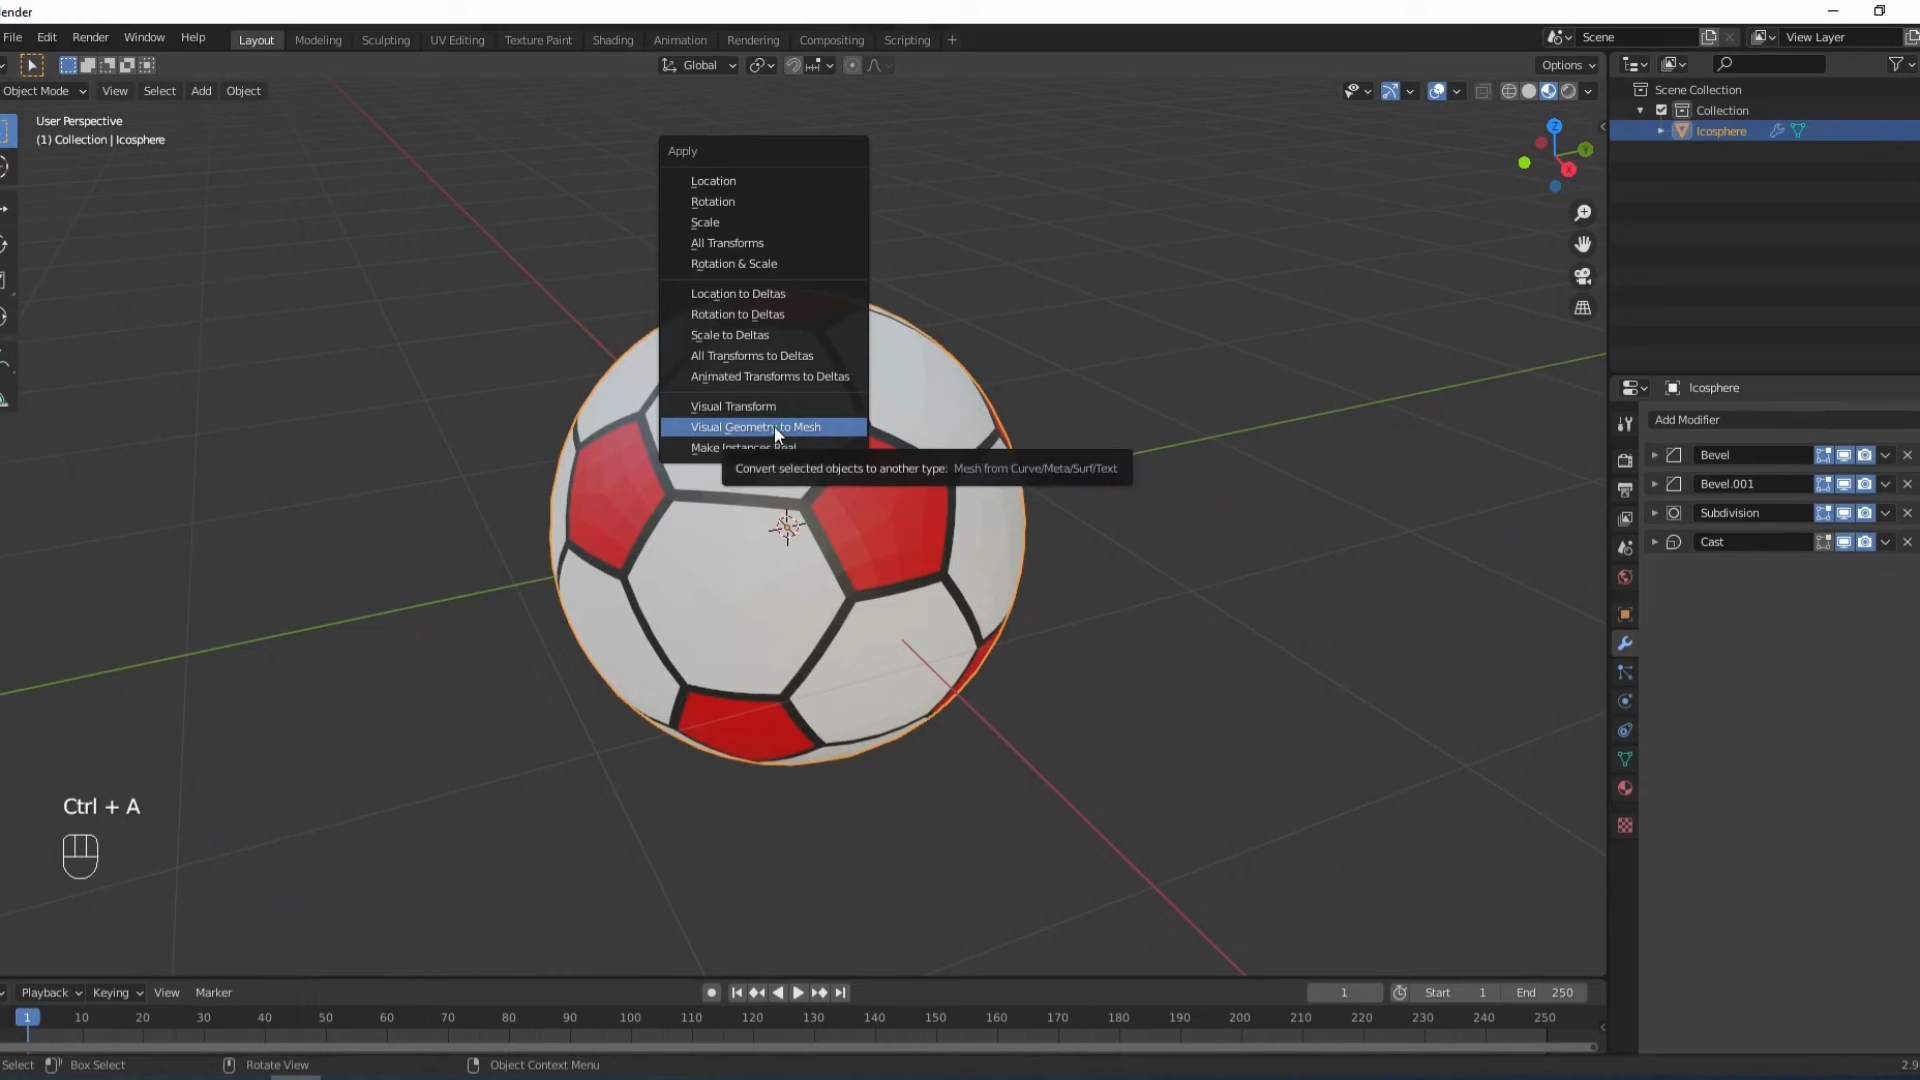 ender
File Edit Render Window Help
Layout Modeling Sculpting UV Editing Texture Paint Shading Animation Rendering Compositing Scripting +
Scene
View Layer
Global
Options
Object Mode View Select Add Object
User Perspective
(1) Collection | Icosphere
Z
Y
X
Scene Collection
Collection
Icosphere
Apply
Location
Rotation
Scale
All Transforms
Rotation & Scale
Location to Deltas
Rotation to Deltas
Scale to Deltas
All Transforms to Deltas
Animated Transforms to Deltas
Visual Transform
Visual Geometry to Mesh
Make Instances Real
Convert selected objects to another type: Mesh from Curve/Meta/Surf/Text
Icosphere
Add Modifier
Bevel
Bevel.001
Subdivision
Cast
Ctrl + A
Playback Keying View Marker
1
Start 1
End 250
1 10 20 30 40 50 60 70 80 90 100 110 120 130 140 150 160 170 180 190 200 210 220 230 240 250
Select Box Select Rotate View Object Context Menu
2.9